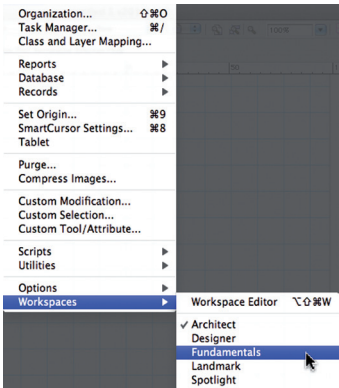 Organization... ⇧⌘O
Task Manager... ⌘/
Class and Layer Mapping...
Reports
Database
Records
Set Origin... ⌘9
SmartCursor Settings... ⌘8
Tablet
Purge...
Compress Images...
Custom Modification...
Custom Selection...
Custom Tool/Attribute...
Scripts
Utilities
Options
Workspaces
Workspace Editor ⌥⇧⌘W
✓ Architect
Designer
Fundamentals
Landmark
Spotlight
100%
50